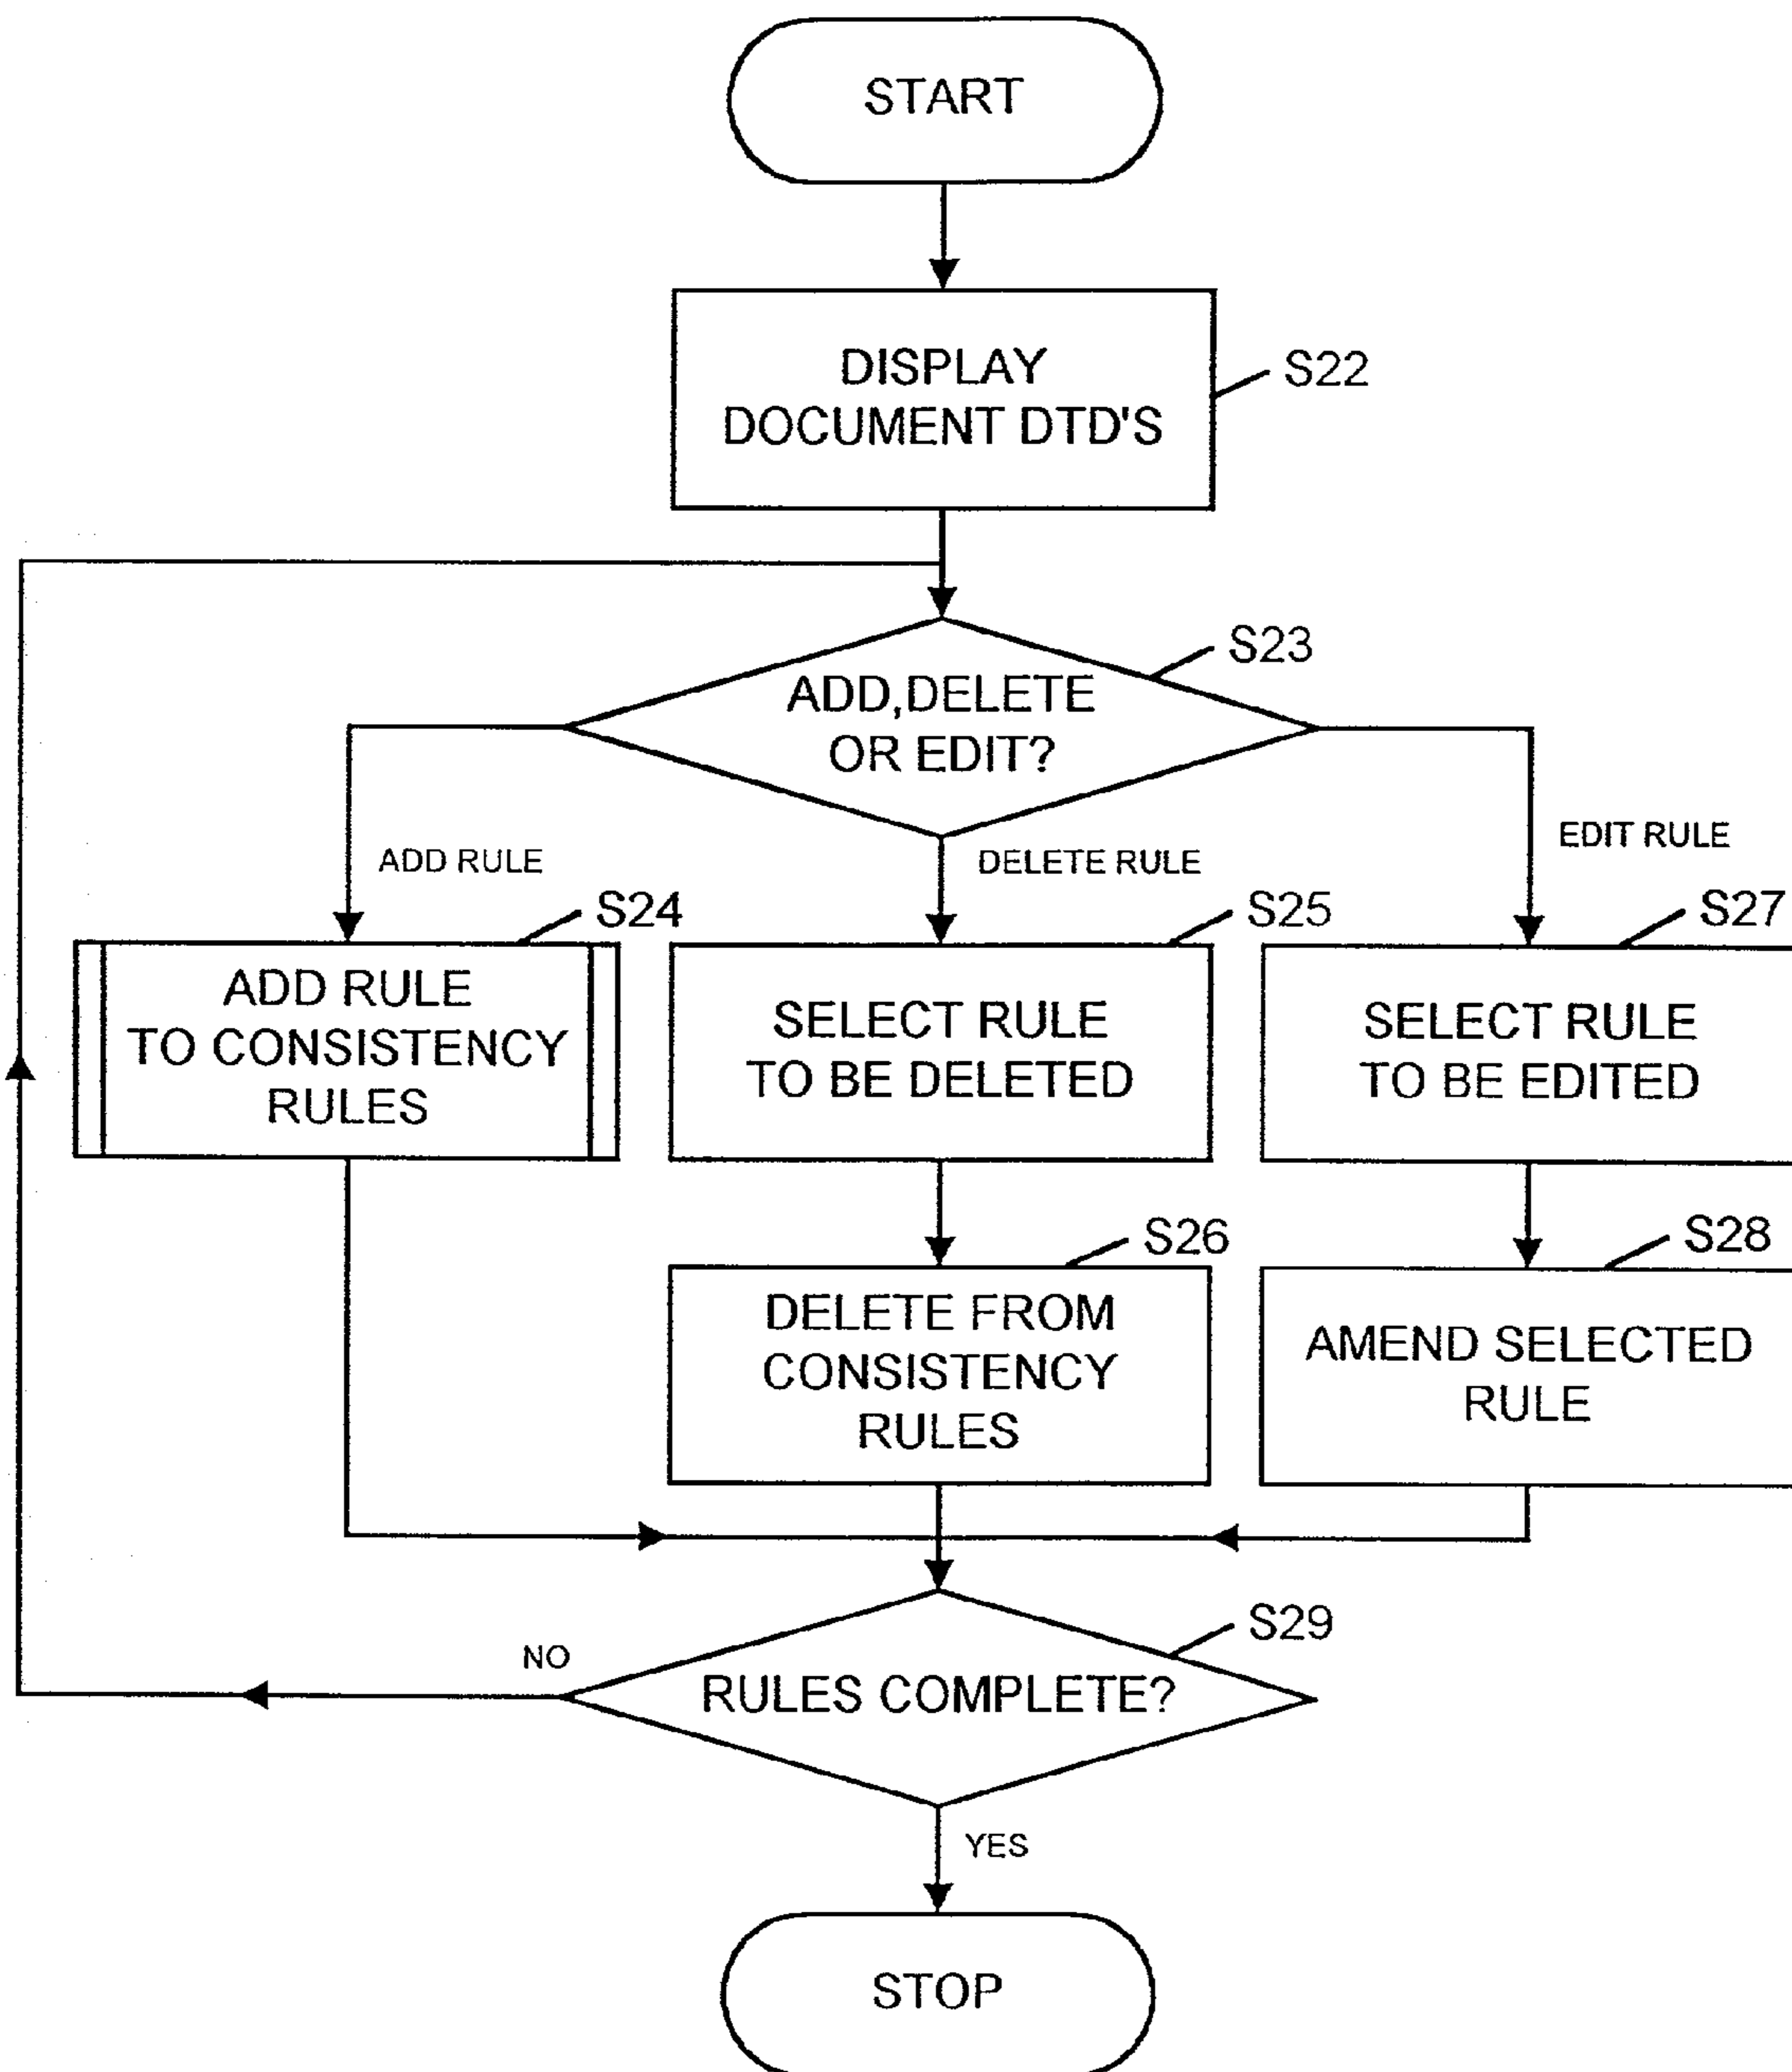 START
DISPLAY
DOCUMENT DTD'S
S22
S23
ADD,DELETE
OR EDIT?
ADD RULE
DELETE RULE
EDIT RULE
S24
ADD RULE
TO CONSISTENCY
RULES
S25
SELECT RULE
TO BE DELETED
S27
SELECT RULE
TO BE EDITED
S26
DELETE FROM
CONSISTENCY
RULES
S28
AMEND SELECTED
RULE
S29
RULES COMPLETE?
NO
YES
STOP